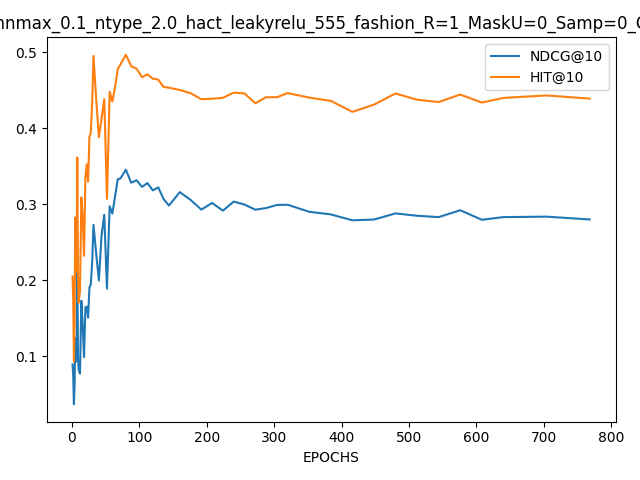 nnmax_0.1_ntype_2.0_hact_leakyrelu_555_fashion_R=1_MaskU=0_Samp=0_
NDCG@10
HIT@10
0.5
0.4
0.3
0.2
0.1
0 100 200 300 400 500 600 700 800
EPOCHS